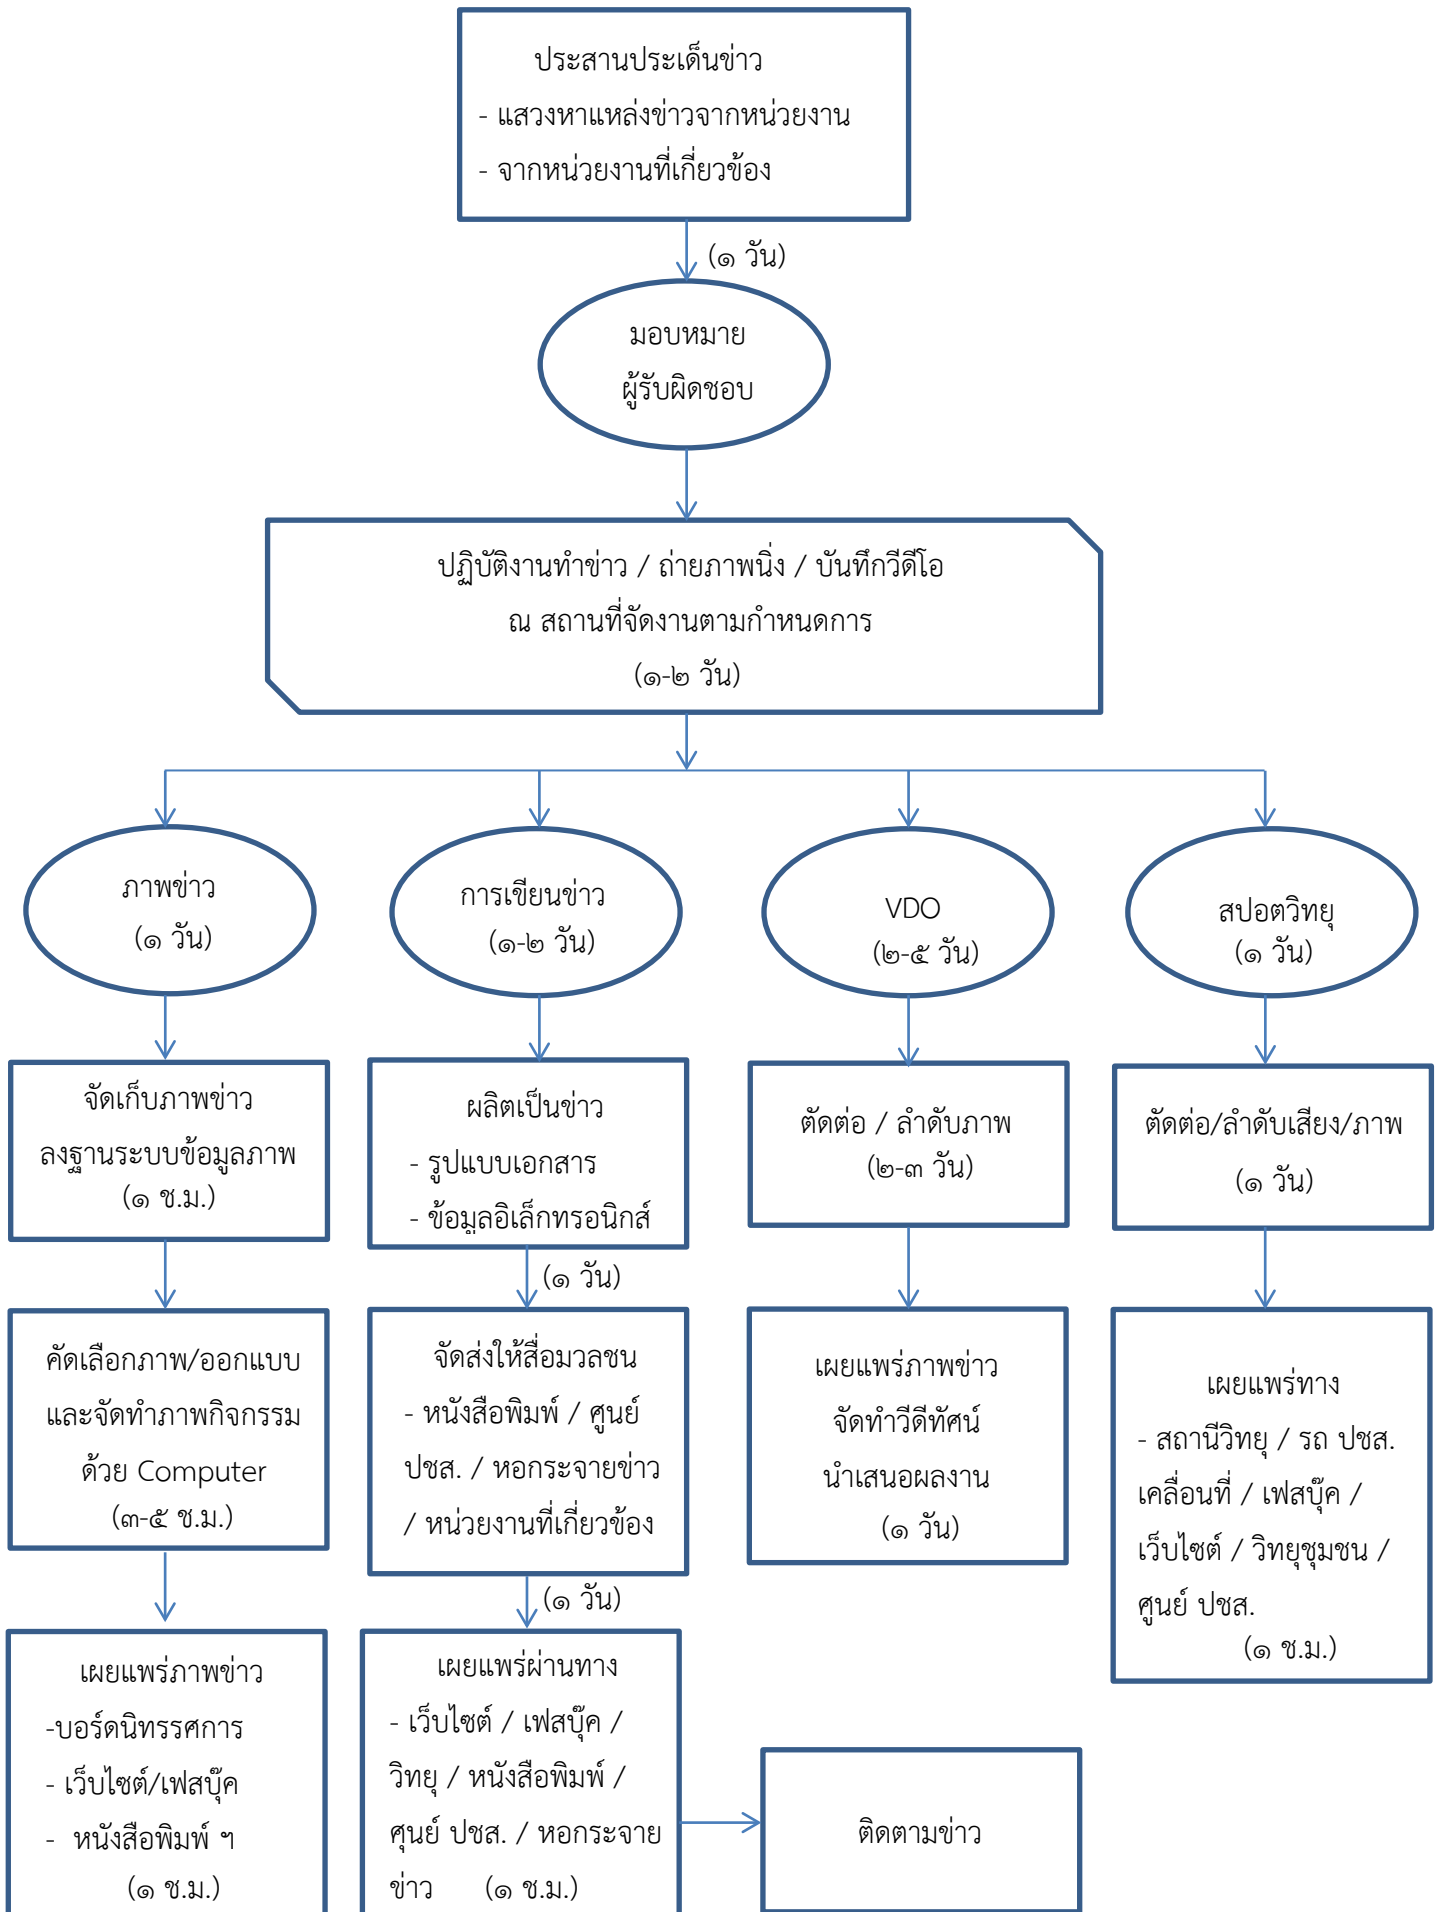 ประสานประเด็นข่าว
- แสวงหาแหล่งข่าวจากหน่วยงาน
- จากหน่วยงานที่เกี่ยวข้อง
(๑ วัน)
มอบหมาย
ผู้รับผิดชอบ
ปฏิบัติงานทำข่าว / ถ่ายภาพนิ่ง / บันทึกวีดีโอ
ณ สถานที่จัดงานตามกำหนดการ
(๑-๒ วัน)
ภาพข่าว
(๑ วัน)
การเขียนข่าว
(๑-๒ วัน)
VDO
(๒-๕ วัน)
สปอตวิทยุ
(๑ วัน)
จัดเก็บภาพข่าว
ลงฐานระบบข้อมูลภาพ
(๑ ช.ม.)
ผลิตเป็นข่าว
- รูปแบบเอกสาร
- ข้อมูลอิเล็กทรอนิกส์
(๑ วัน)
ตัดต่อ / ลำดับภาพ
(๒-๓ วัน)
ตัดต่อ/ลำดับเสียง/ภาพ
(๑ วัน)
คัดเลือกภาพ/ออกแบบ
และจัดทำภาพกิจกรรม
ด้วย Computer
(๓-๕ ช.ม.)
จัดส่งให้สื่อมวลชน
- หนังสือพิมพ์ / ศูนย์
ปชส. / หอกระจายข่าว
/ หน่วยงานที่เกี่ยวข้อง
(๑ วัน)
เผยแพร่ภาพข่าว
จัดทำวีดีทัศน์
นำเสนอผลงาน
(๑ วัน)
เผยแพร่ทาง
- สถานีวิทยุ / รถ ปชส.
เคลื่อนที่ / เฟสบุ๊ค /
เว็บไซต์ / วิทยุชุมชน /
ศูนย์ ปชส.
(๑ ช.ม.)
เผยแพร่ภาพข่าว
-บอร์ดนิทรรศการ
- เว็บไซต์/เฟสบุ๊ค
- หนังสือพิมพ์ ฯ
(๑ ช.ม.)
เผยแพร่ผ่านทาง
- เว็บไซต์ / เฟสบุ๊ค /
วิทยุ / หนังสือพิมพ์ /
ศุนย์ ปชส. / หอกระจาย
ข่าว (๑ ช.ม.)
ติดตามข่าว